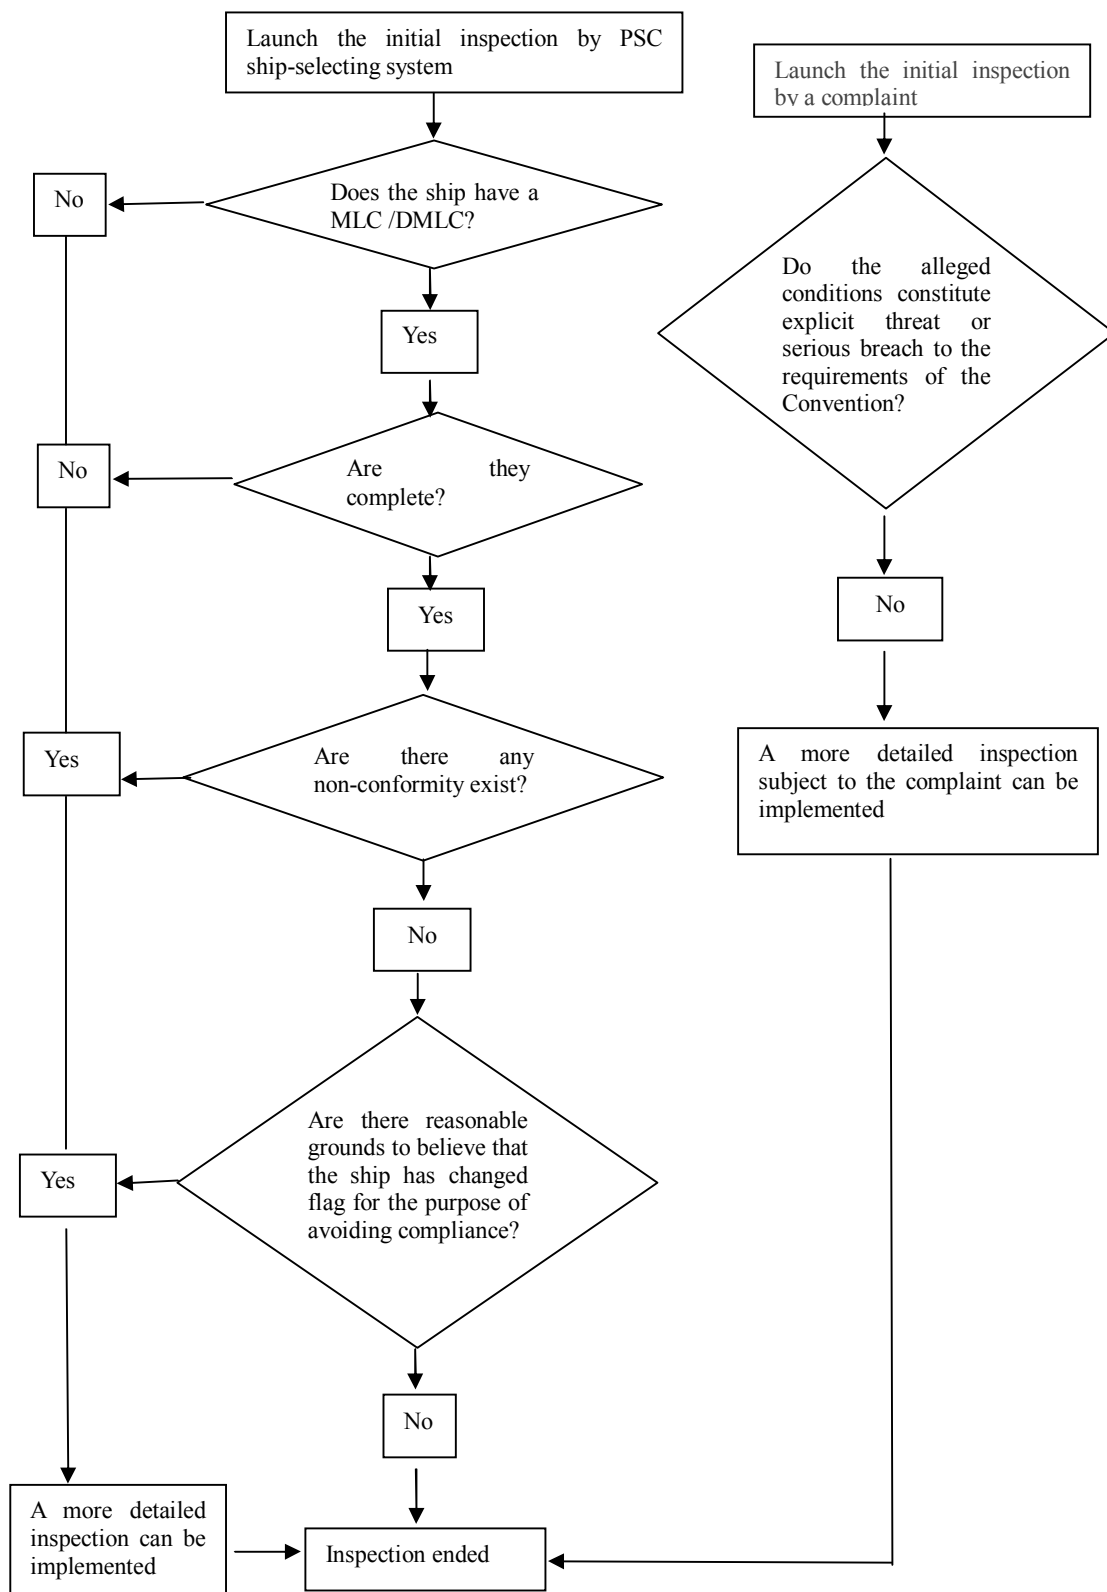 Launch the initial inspection by PSC
ship-selecting system
Launch the initial inspection
by a complaint
Does the ship have a
MLC /DMLC?
No
Yes
Do the alleged
conditions constitute
explicit threat or
serious breach to the
requirements of the
Convention?
Are they
complete?
No
Yes
No
Are there any
non-conformity exist?
Yes
A more detailed inspection
subject to the complaint can be
implemented
No
Are there reasonable
grounds to believe that
the ship has changed
flag for the purpose of
avoiding compliance?
Yes
No
A more detailed
inspection can be
implemented
Inspection ended